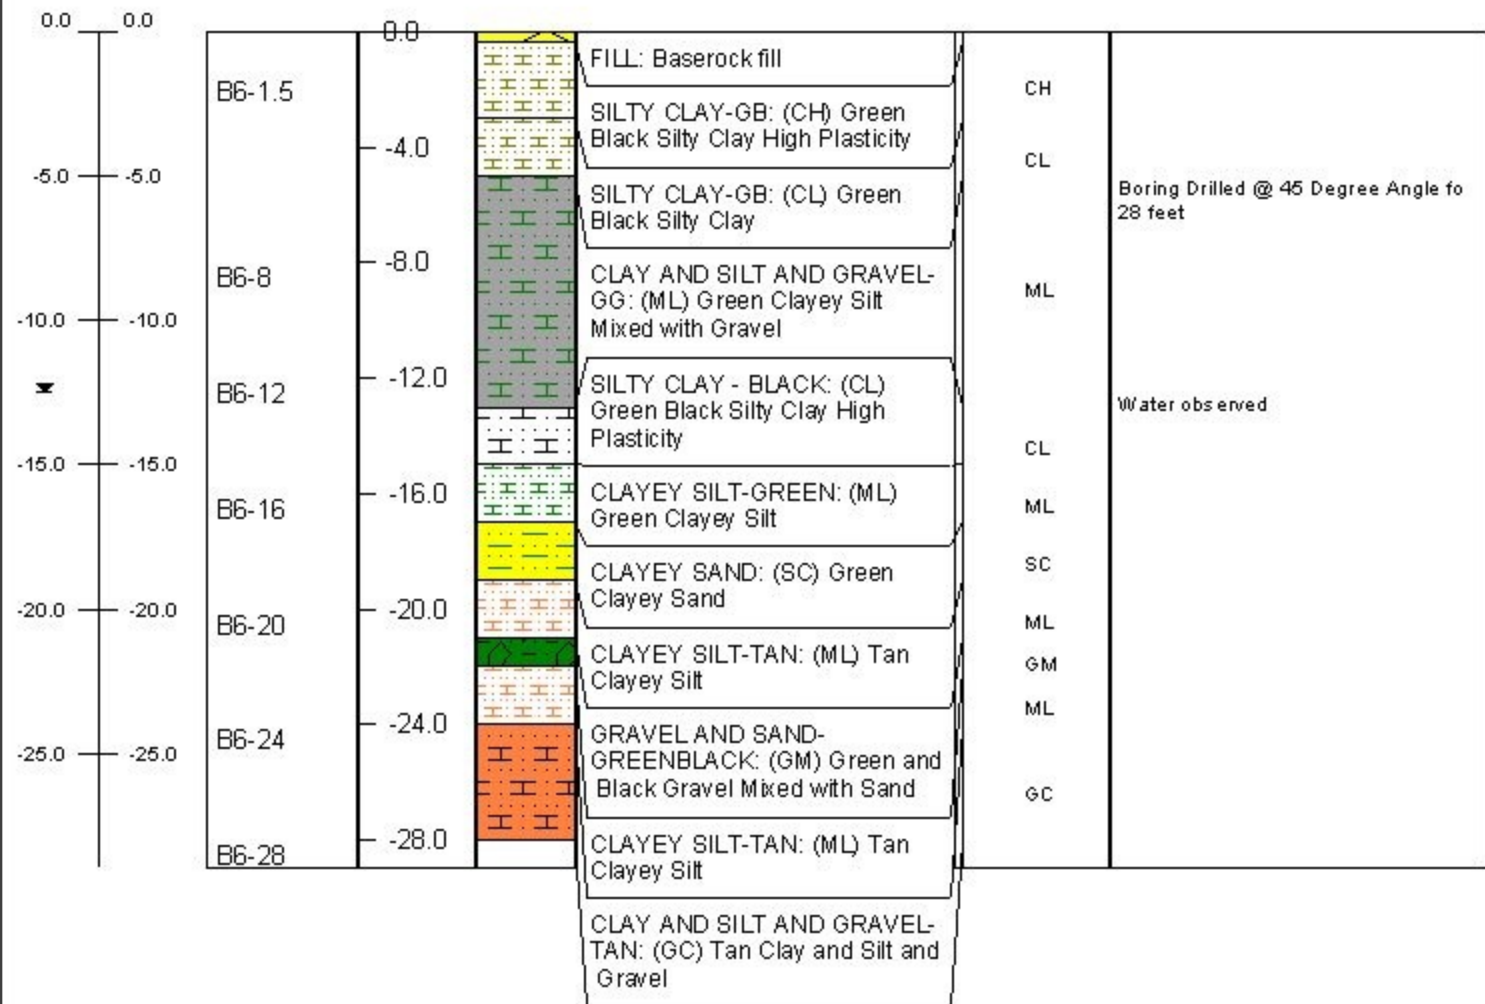 0.0 0.0
-5.0 -5.0
-10.0 -10.0
-15.0 -15.0
-20.0 -20.0
-25.0 -25.0
B6-1.5
B6-8
B6-12
B6-16
B6-20
B6-24
B6-28
0.0
-4.0
-8.0
-12.0
-16.0
-20.0
-24.0
-28.0
FILL: Baserock fill
SILTY CLAY-GB: (CH) Green
Black Silty Clay High Plasticity
SILTY CLAY-GB: (CL) Green
Black Silty Clay
CLAY AND SILT AND GRAVEL-
GG: (ML) Green Clayey Silt
Mixed with Gravel
SILTY CLAY - BLACK: (CL)
Green Black Silty Clay High
Plasticity
CLAYEY SILT-GREEN: (ML)
Green Clayey Silt
CLAYEY SAND: (SC) Green
Clayey Sand
CLAYEY SILT-TAN: (ML) Tan
Clayey Silt
GRAVEL AND SAND-
GREENBLACK: (GM) Green and
Black Gravel Mixed with Sand
CLAYEY SILT-TAN: (ML) Tan
Clayey Silt
CLAY AND SILT AND GRAVEL-
TAN: (GC) Tan Clay and Silt and
Gravel
CH
CL
ML
CL
ML
SC
ML
GM
ML
GC
Boring Drilled @ 45 Degree Angle fo
28 feet
Water observed